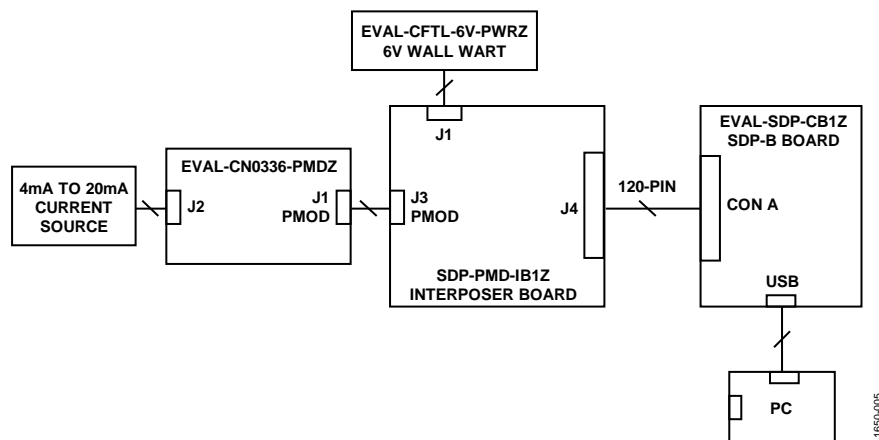 EVAL-CFTL-6V-PWRZ
6V WALL WART
J1
EVAL-SDP-CB1Z
SDP-B BOARD
EVAL-CN0336-PMDZ
4mA TO 20mA
CURRENT
SOURCE
J2
J1
PMOD
J3
PMOD
J4
120-PIN
CON A
SDP-PMD-IB1Z
INTERPOSER BOARD
USB
PC